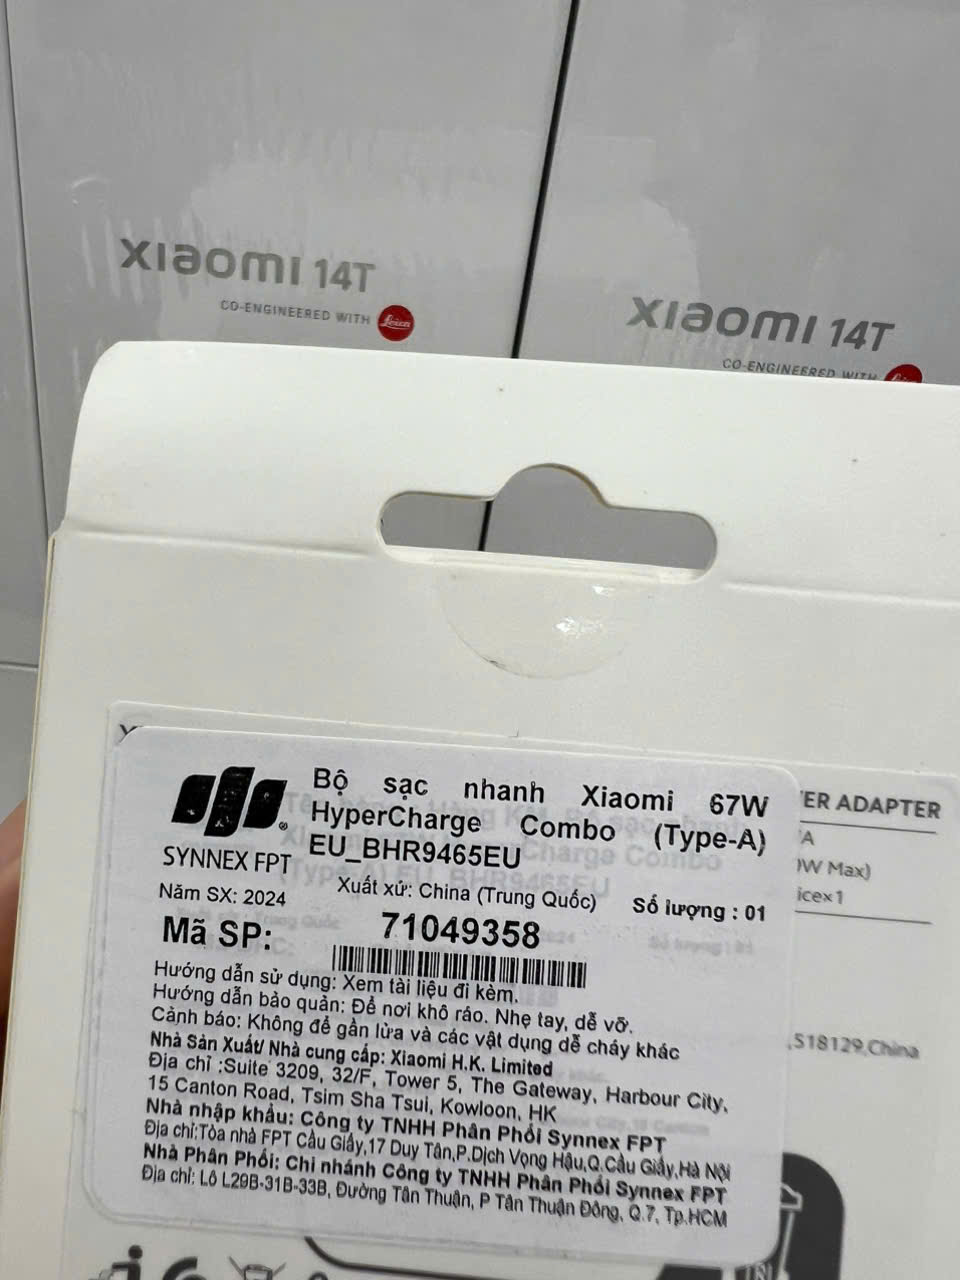 xiaomi 14T
CO-ENGINEERED WITH Leica
xiaomi 14T
CO-ENGINEERED WITH
ER ADAPTER
Bộ sạc nhanh Xiaomi 67W
HyperCharge Combo (Type-A)
EU_BHR9465EU
SYNNEX FPT
W Max)
icex1
Năm SX: 2024
Xuất xứ: China (Trung Quốc)
Số lượng : 01
Mã SP: 71049358
Hướng dẫn sử dụng: Xem tài liệu đi kèm.
Hướng dẫn bảo quản: Để nơi khô ráo. Nhẹ tay, dễ vỡ.
Cảnh báo: Không để gần lửa và các vật dụng dễ cháy khác
,518129,China
Nhà Sản Xuất/ Nhà cung cấp: Xiaomi H.K. Limited
Địa chỉ :Suite 3209, 32/F, Tower 5, The Gateway, Harbour City,
15 Canton Road, Tsim Sha Tsui, Kowloon, HK
Nhà nhập khẩu: Công ty TNHH Phân Phối Synnex FPT
Địa chỉ:Tòa nhà FPT Cầu Giấy,17 Duy Tân,P.Dịch Vọng Hậu,Q.Cầu Giấy,Hà Nội
Nhà Phân Phối: Chi nhánh Công ty TNHH Phân Phối Synnex FPT
Địa chỉ: Lô L29B-31B-33B, Đường Tân Thuận, P Tân Thuận Đông, Q.7, Tp.HCM